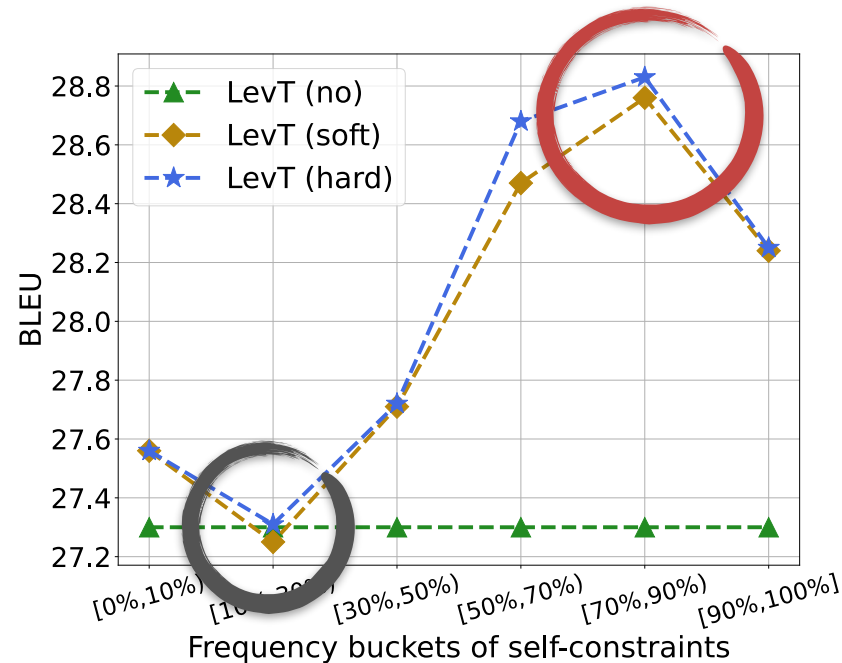 28.8
28.6
28.4
28.2
28.0
27.8
27.6
27.4
27.2
BLEU
LevT (no)
LevT (soft)
LevT (hard)
[0%,10%)
[30%,50%)
[50%,70%)
[70%,90%)
[90%,100%]
Frequency buckets of self-constraints